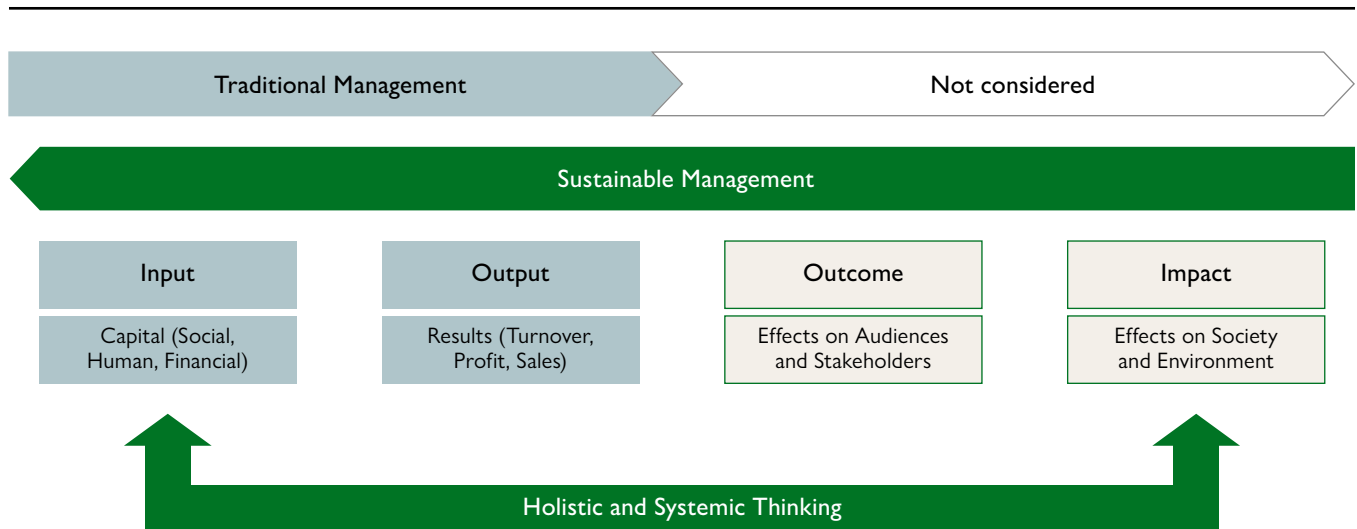 Traditional Management
Not considered
Sustainable Management
Input
Output
Outcome
Impact
Capital (Social,
Human, Financial)
Results (Turnover,
Profit, Sales)
Effects on Audiences
and Stakeholders
Effects on Society
and Environment
Holistic and Systemic Thinking